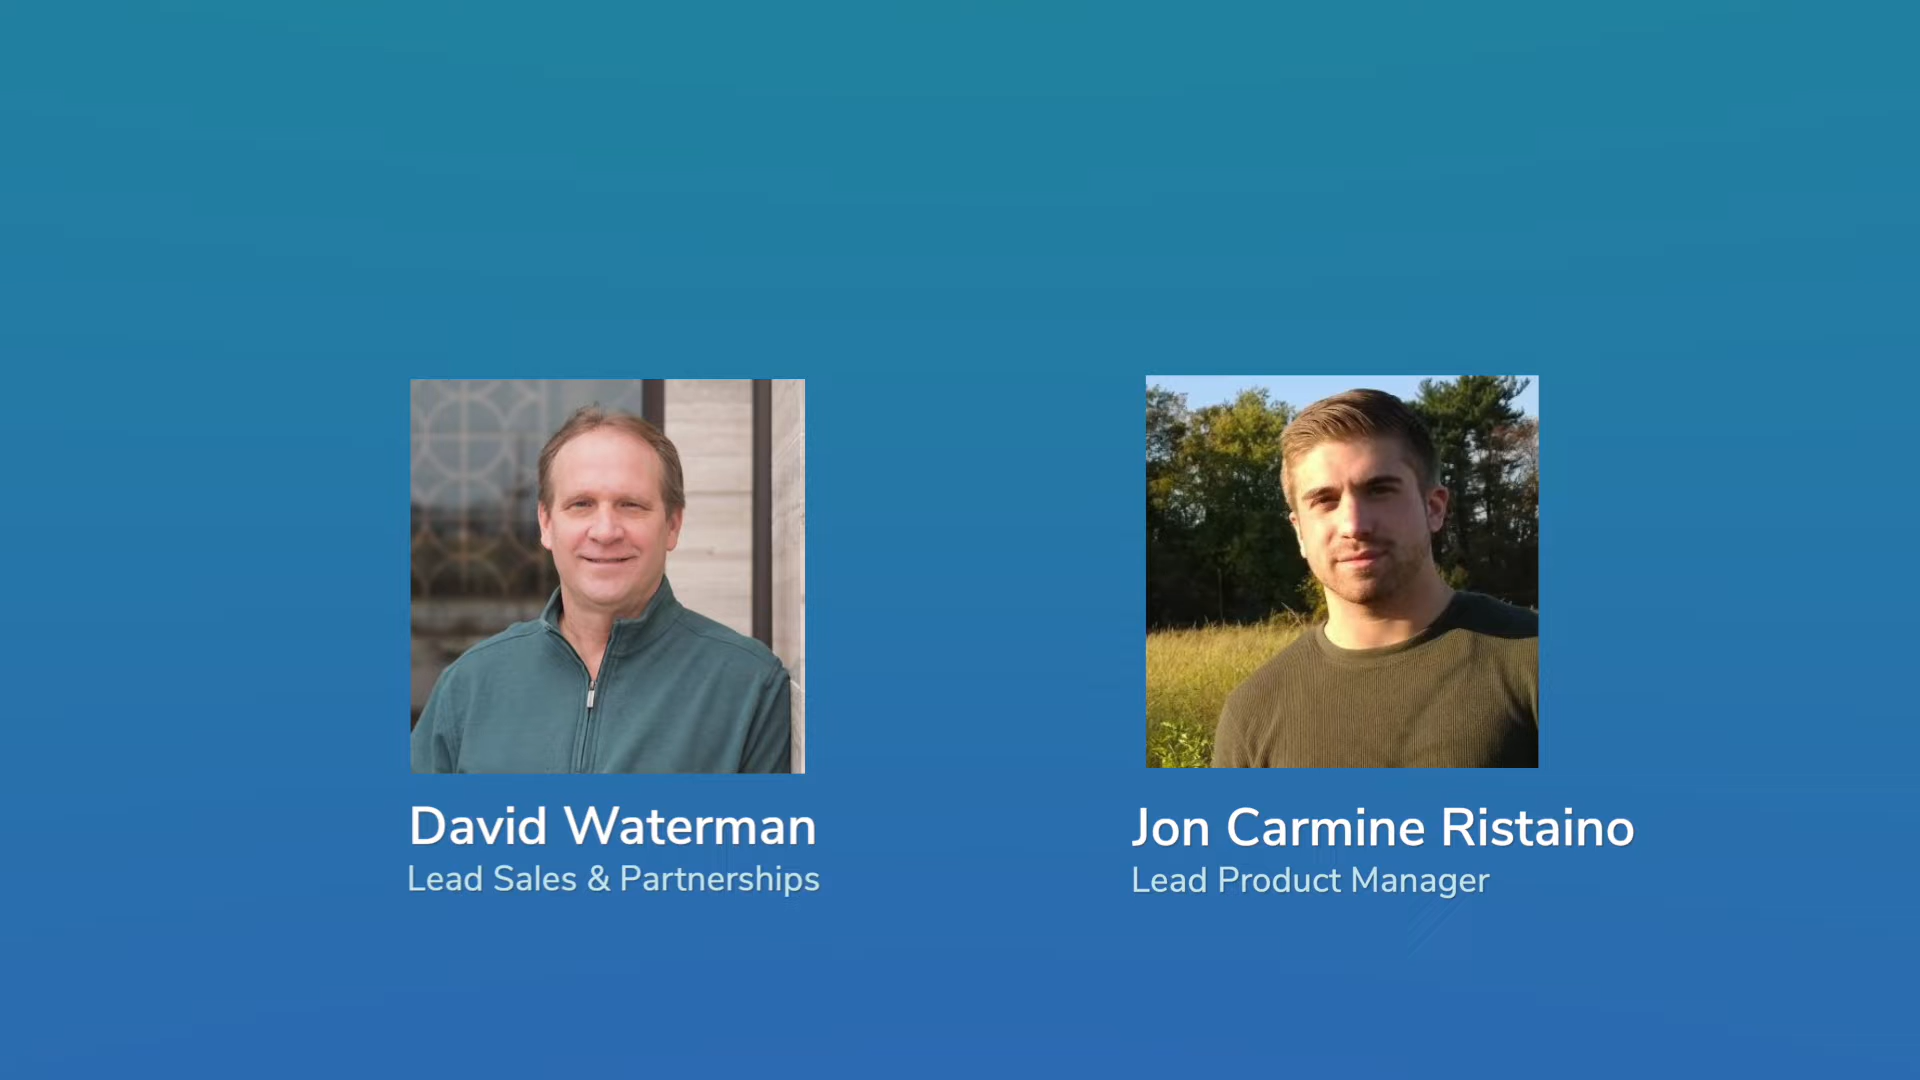 David Waterman
Lead Sales & Partnerships
Jon Carmine Ristaino
Lead Product Manager